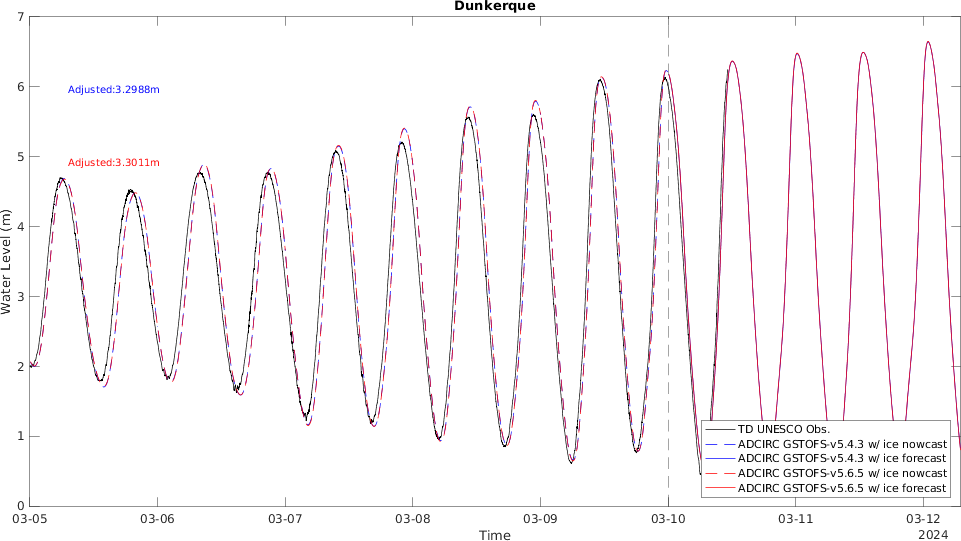 Dunkerque
7
6
5
4
3
2
1
0
Water Level (m)
Adjusted:3.2988m
Adjusted:3.3011m
TD UNESCO Obs.
ADCIRC GSTOFS-v5.4.3 w/ ice nowcast
ADCIRC GSTOFS-v5.4.3 w/ ice forecast
ADCIRC GSTOFS-v5.6.5 w/ ice nowcast
ADCIRC GSTOFS-v5.6.5 w/ ice forecast
03-05 03-06 03-07 03-08 03-09 03-10 03-11 03-12
Time
2024